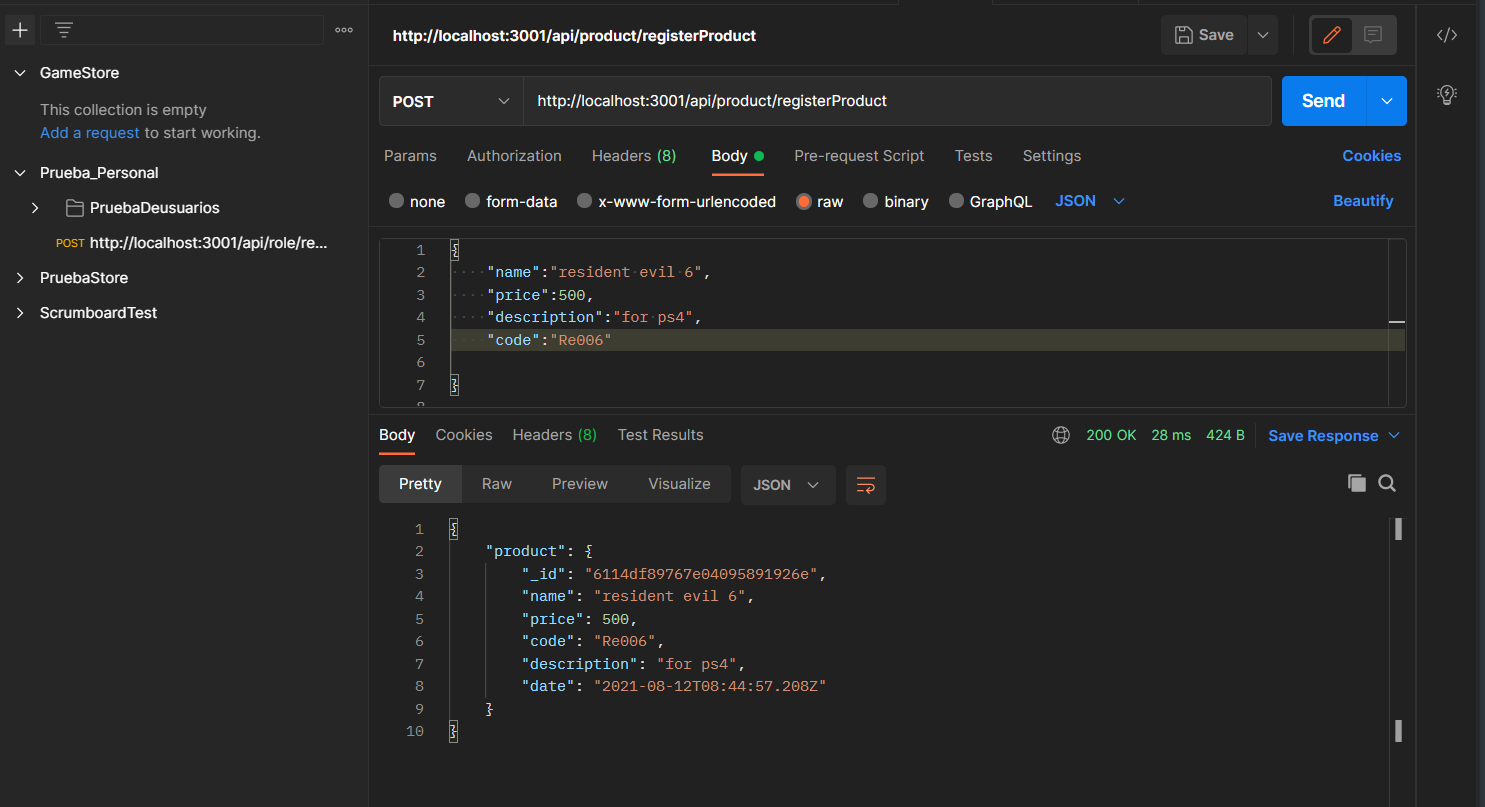 http://localhost:3001/api/product/registerProduct
Save
GameStore
This collection is empty
Add a request to start working.
Prueba_Personal
PruebaDeusuarios
POST http://localhost:3001/api/role/re...
PruebaStore
ScrumboardTest
POST
http://localhost:3001/api/product/registerProduct
Send
Params Authorization Headers (8) Body Pre-request Script Tests Settings Cookies
none form-data x-www-form-urlencoded raw binary GraphQL JSON Beautify
1 {
2 "name":"resident evil 6",
3 "price":500,
4 "description":"for ps4",
5 "code":"Re006"
6
7 }
8
Body Cookies Headers (8) Test Results 200 OK 28 ms 424 B Save Response
Pretty Raw Preview Visualize JSON
1 {
2 "product": {
3 "_id": "6114df89767e04095891926e",
4 "name": "resident evil 6",
5 "price": 500,
6 "code": "Re006",
7 "description": "for ps4",
8 "date": "2021-08-12T08:44:57.208Z"
9 }
10 }